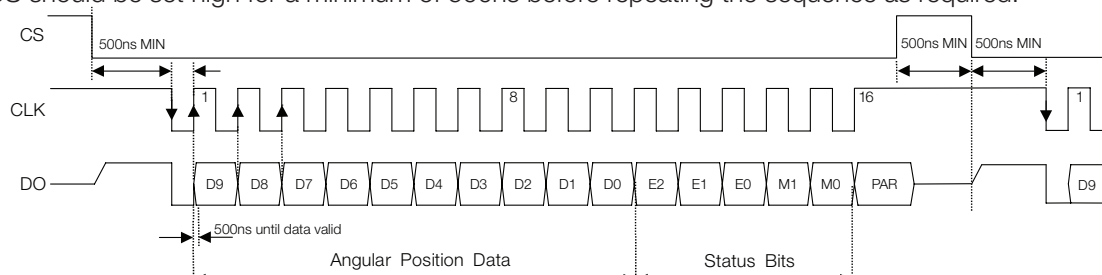 CS should be set high for a minimum of 500ns before repeating the sequence as required.
CS
500ns MIN
500ns MIN
500ns MIN
CLK
1
8
16
1
DO
D9
D8
D7
D6
D5
D4
D3
D2
D1
D0
E2
E1
E0
M1
M0
PAR
D9
500ns until data valid
Angular Position Data
Status Bits